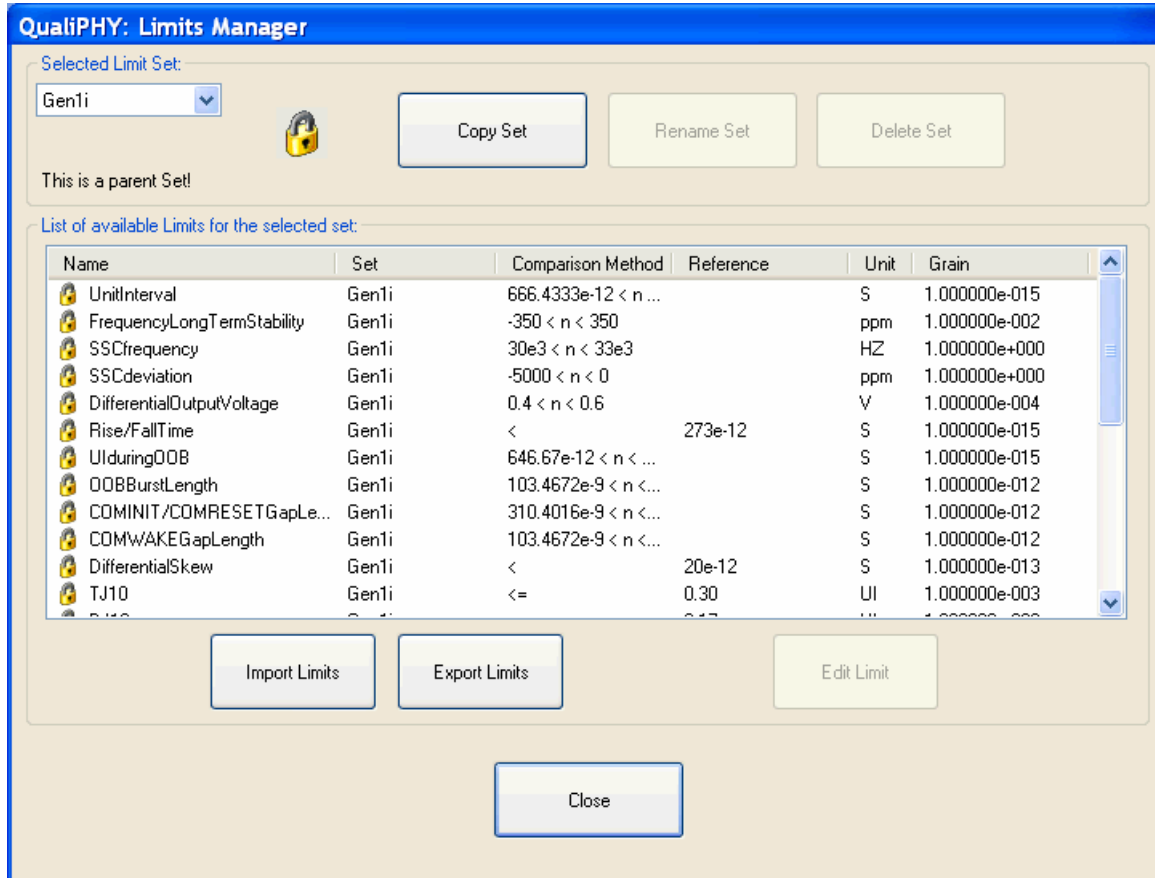 QualiPHY: Limits Manager
Selected Limit Set:
Gen1i
Copy Set
Rename Set
Delete Set
This is a parent Set!
List of available Limits for the selected set:
Name Set Comparison Method Reference Unit Grain
UnitInterval Gen1i 666.4333e-12 < n ... S 1.000000e-015
FrequencyLongTermStability Gen1i -350 < n < 350 ppm 1.000000e-002
SSCfrequency Gen1i 30e3 < n < 33e3 HZ 1.000000e+000
SSCdeviation Gen1i -5000 < n < 0 ppm 1.000000e+000
DifferentialOutputVoltage Gen1i 0.4 < n < 0.6 V 1.000000e-004
Rise/FallTime Gen1i < 273e-12 S 1.000000e-015
UIduringOOB Gen1i 646.67e-12 < n < ... S 1.000000e-015
OOBBurstLength Gen1i 103.4672e-9 < n <... S 1.000000e-012
COMINIT/COMRESETGapLe... Gen1i 310.4016e-9 < n <... S 1.000000e-012
COMWAKEGapLength Gen1i 103.4672e-9 < n <... S 1.000000e-012
DifferentialSkew Gen1i < 20e-12 S 1.000000e-013
TJ10 Gen1i <= 0.30 UI 1.000000e-003
Import Limits
Export Limits
Edit Limit
Close